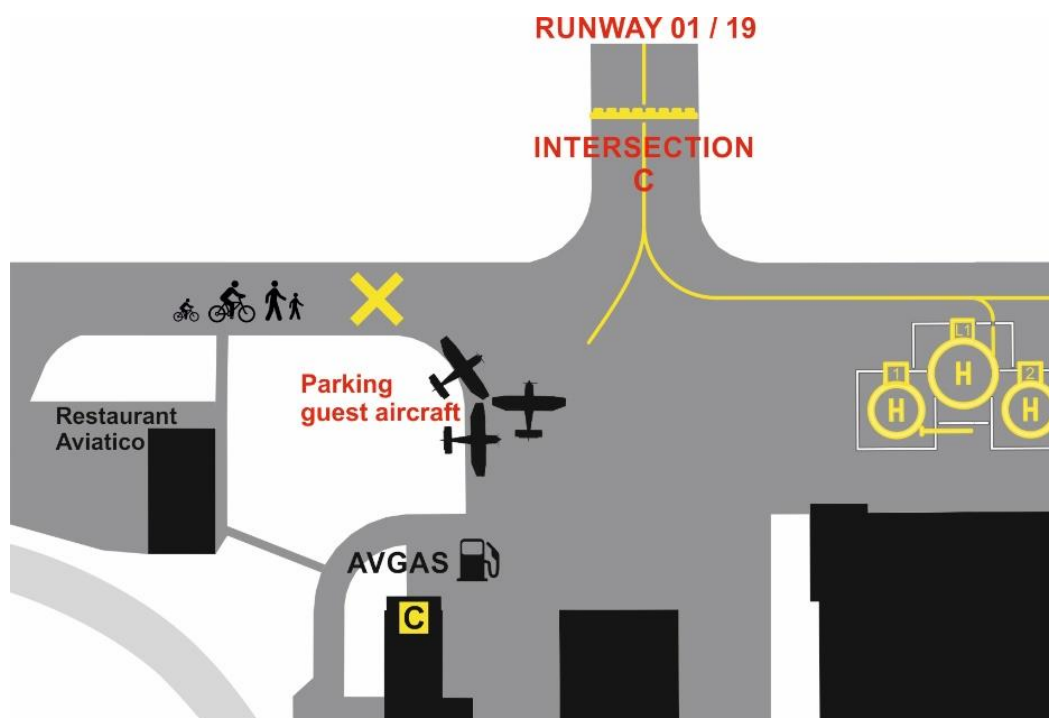 RUNWAY 01 / 19
INTERSECTION
C
Parking
guest aircraft
Restaurant
Aviatico
L1
1
2
H
H
H
AVGAS
C